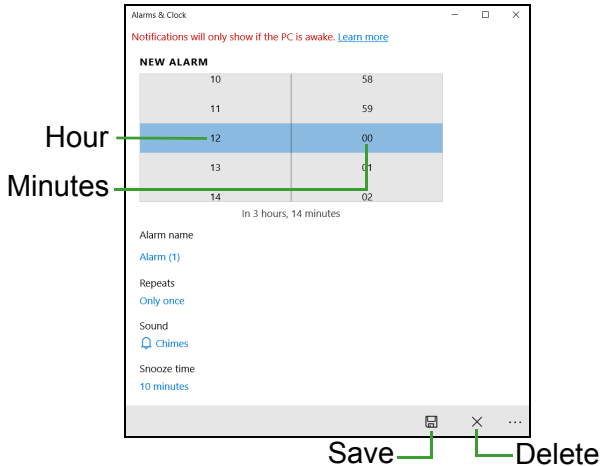 Alarms & Clock
Notifications will only show if the PC is awake. Learn more
NEW ALARM
10 58
11 59
Hour 12 00
13 01
Minutes
14 02
In 3 hours, 14 minutes
Alarm name
Alarm (1)
Repeats
Only once
Sound
Chimes
Snooze time
10 minutes
...
Save Delete